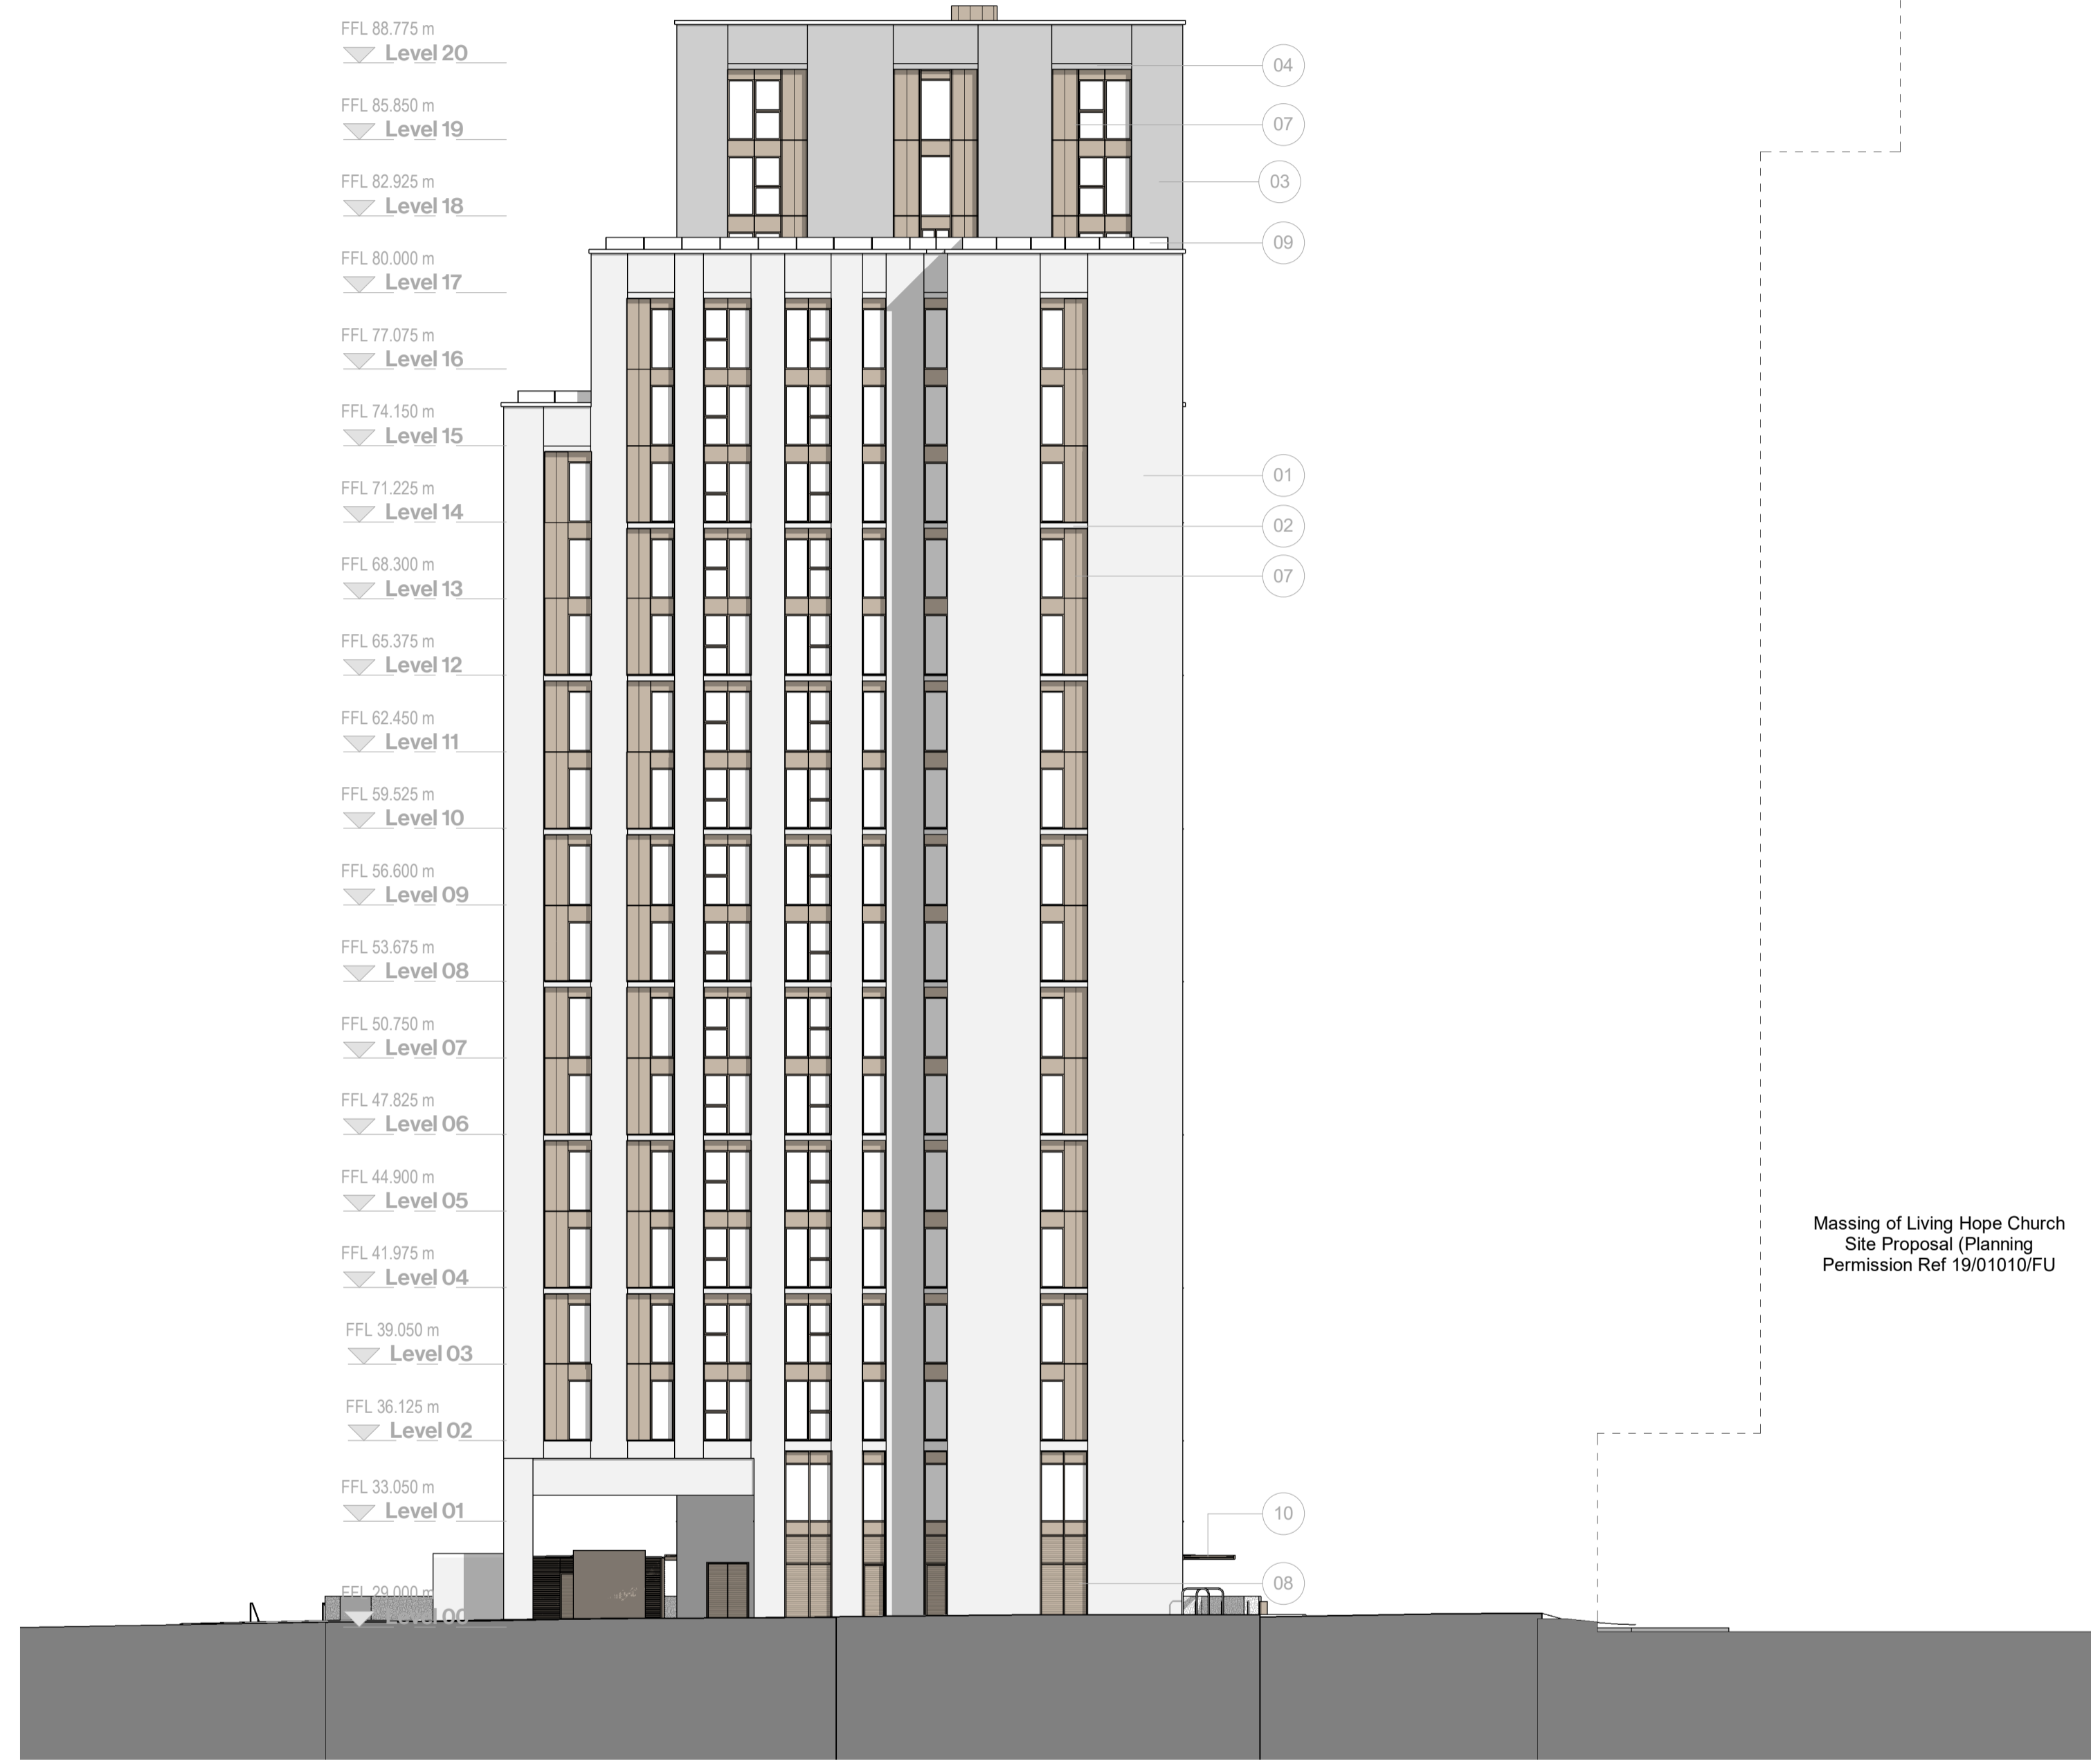 FFL 88.775 m
Level 20
FFL 85.850 m
Level 19
FFL 82.925 m
Level 18
FFL 80.000 m
Level 17
FFL 77.075 m
Level 16
FFL 74.150 m
Level 15
FFL 71.225 m
Level 14
FFL 68.300 m
Level 13
FFL 65.375 m
Level 12
FFL 62.450 m
Level 11
FFL 59.525 m
Level 10
FFL 56.600 m
Level 09
FFL 53.675 m
Level 08
FFL 50.750 m
Level 07
FFL 47.825 m
Level 06
FFL 44.900 m
Level 05
FFL 41.975 m
Level 04
FFL 39.050 m
Level 03
FFL 36.125 m
Level 02
FFL 33.050 m
Level 01
FFL 29.000 m
Level 00
04
07
03
09
01
02
07
10
08
Massing of Living Hope Church
Site Proposal (Planning
Permission Ref 19/01010/FU